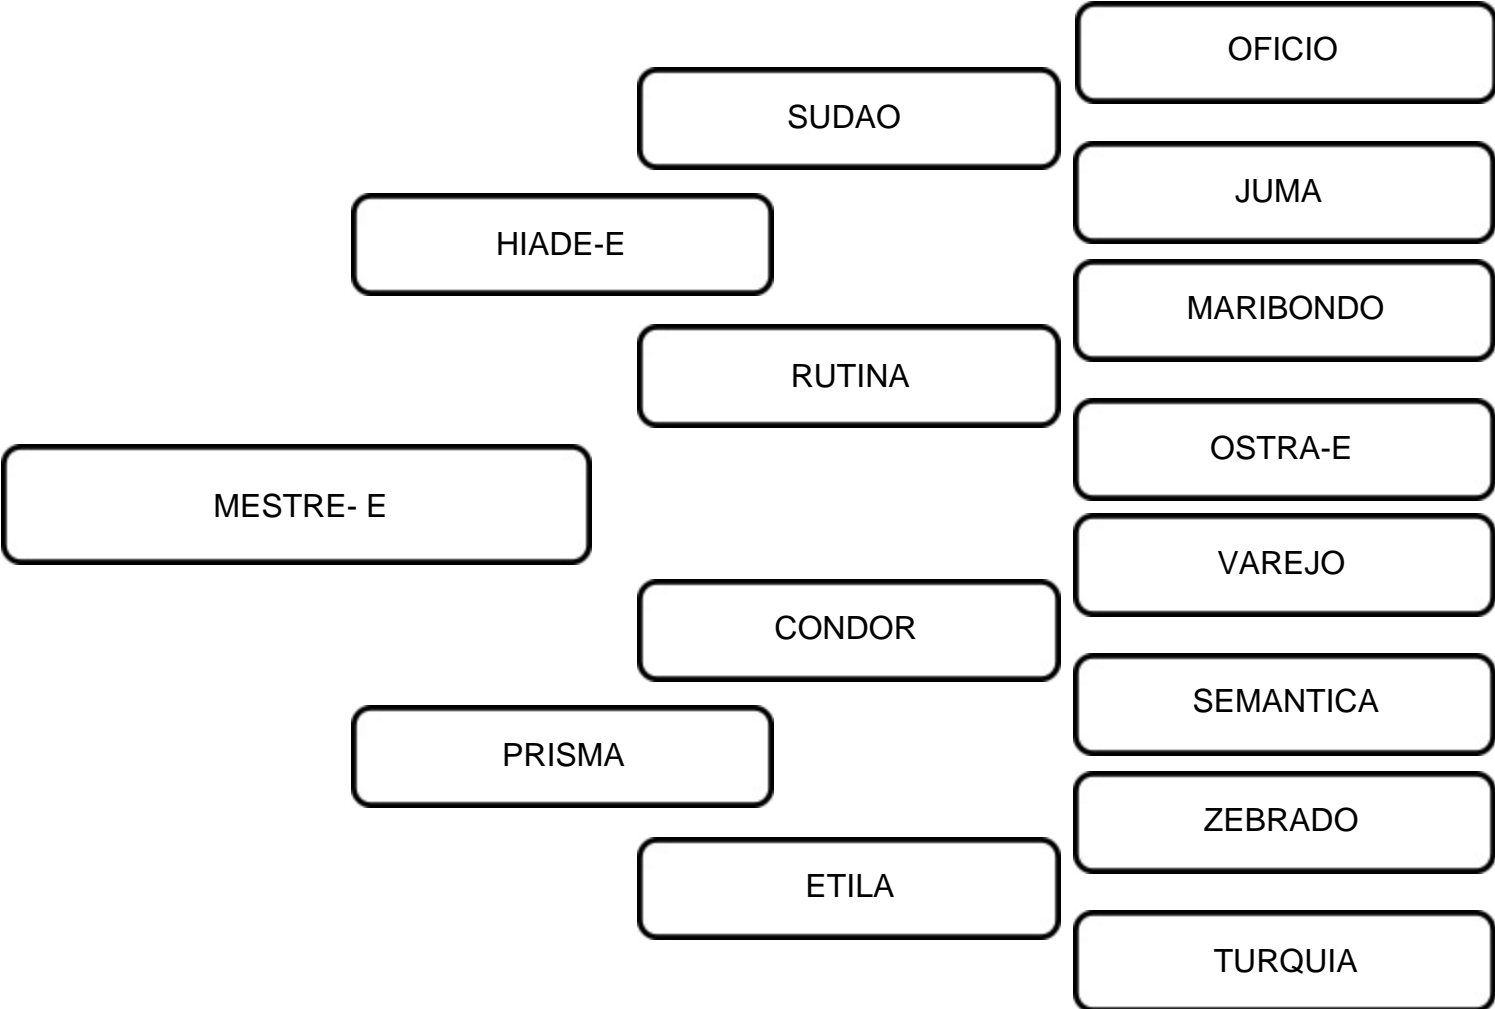 OFICIO
SUDAO
JUMA
HIADE-E
MARIBONDO
RUTINA
OSTRA-E
MESTRE- E
VAREJO
CONDOR
SEMANTICA
PRISMA
ZEBRADO
ETILA
TURQUIA